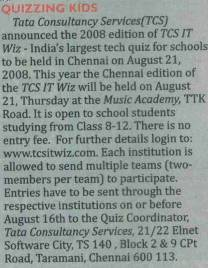 QUIZZING KIDS
Tata Consultancy Services(TCS)
announced the 2008 edition of TCS IT
Wiz - India's largest tech quiz for schools
to be held in Chennai on August 21,
2008. This year the Chennai edition of
the TCS IT Wiz will be held on August
21, Thursday at the Music Academy, TTK
Road. It is open to school students
studying from Class 8-12. There is no
entry fee. For further details login to:
www.tcsitwiz.com. Each institution is
allowed to send multiple teams (two-
members per team) to participate.
Entries have to be sent through the
respective institutions on or before
August 16th to the Quiz Coordinator,
Tata Consultancy Services, 21/22 Elnet
Software City, TS 140 , Block 2 & 9 CPt
Road, Taramani, Chennai 600 113.